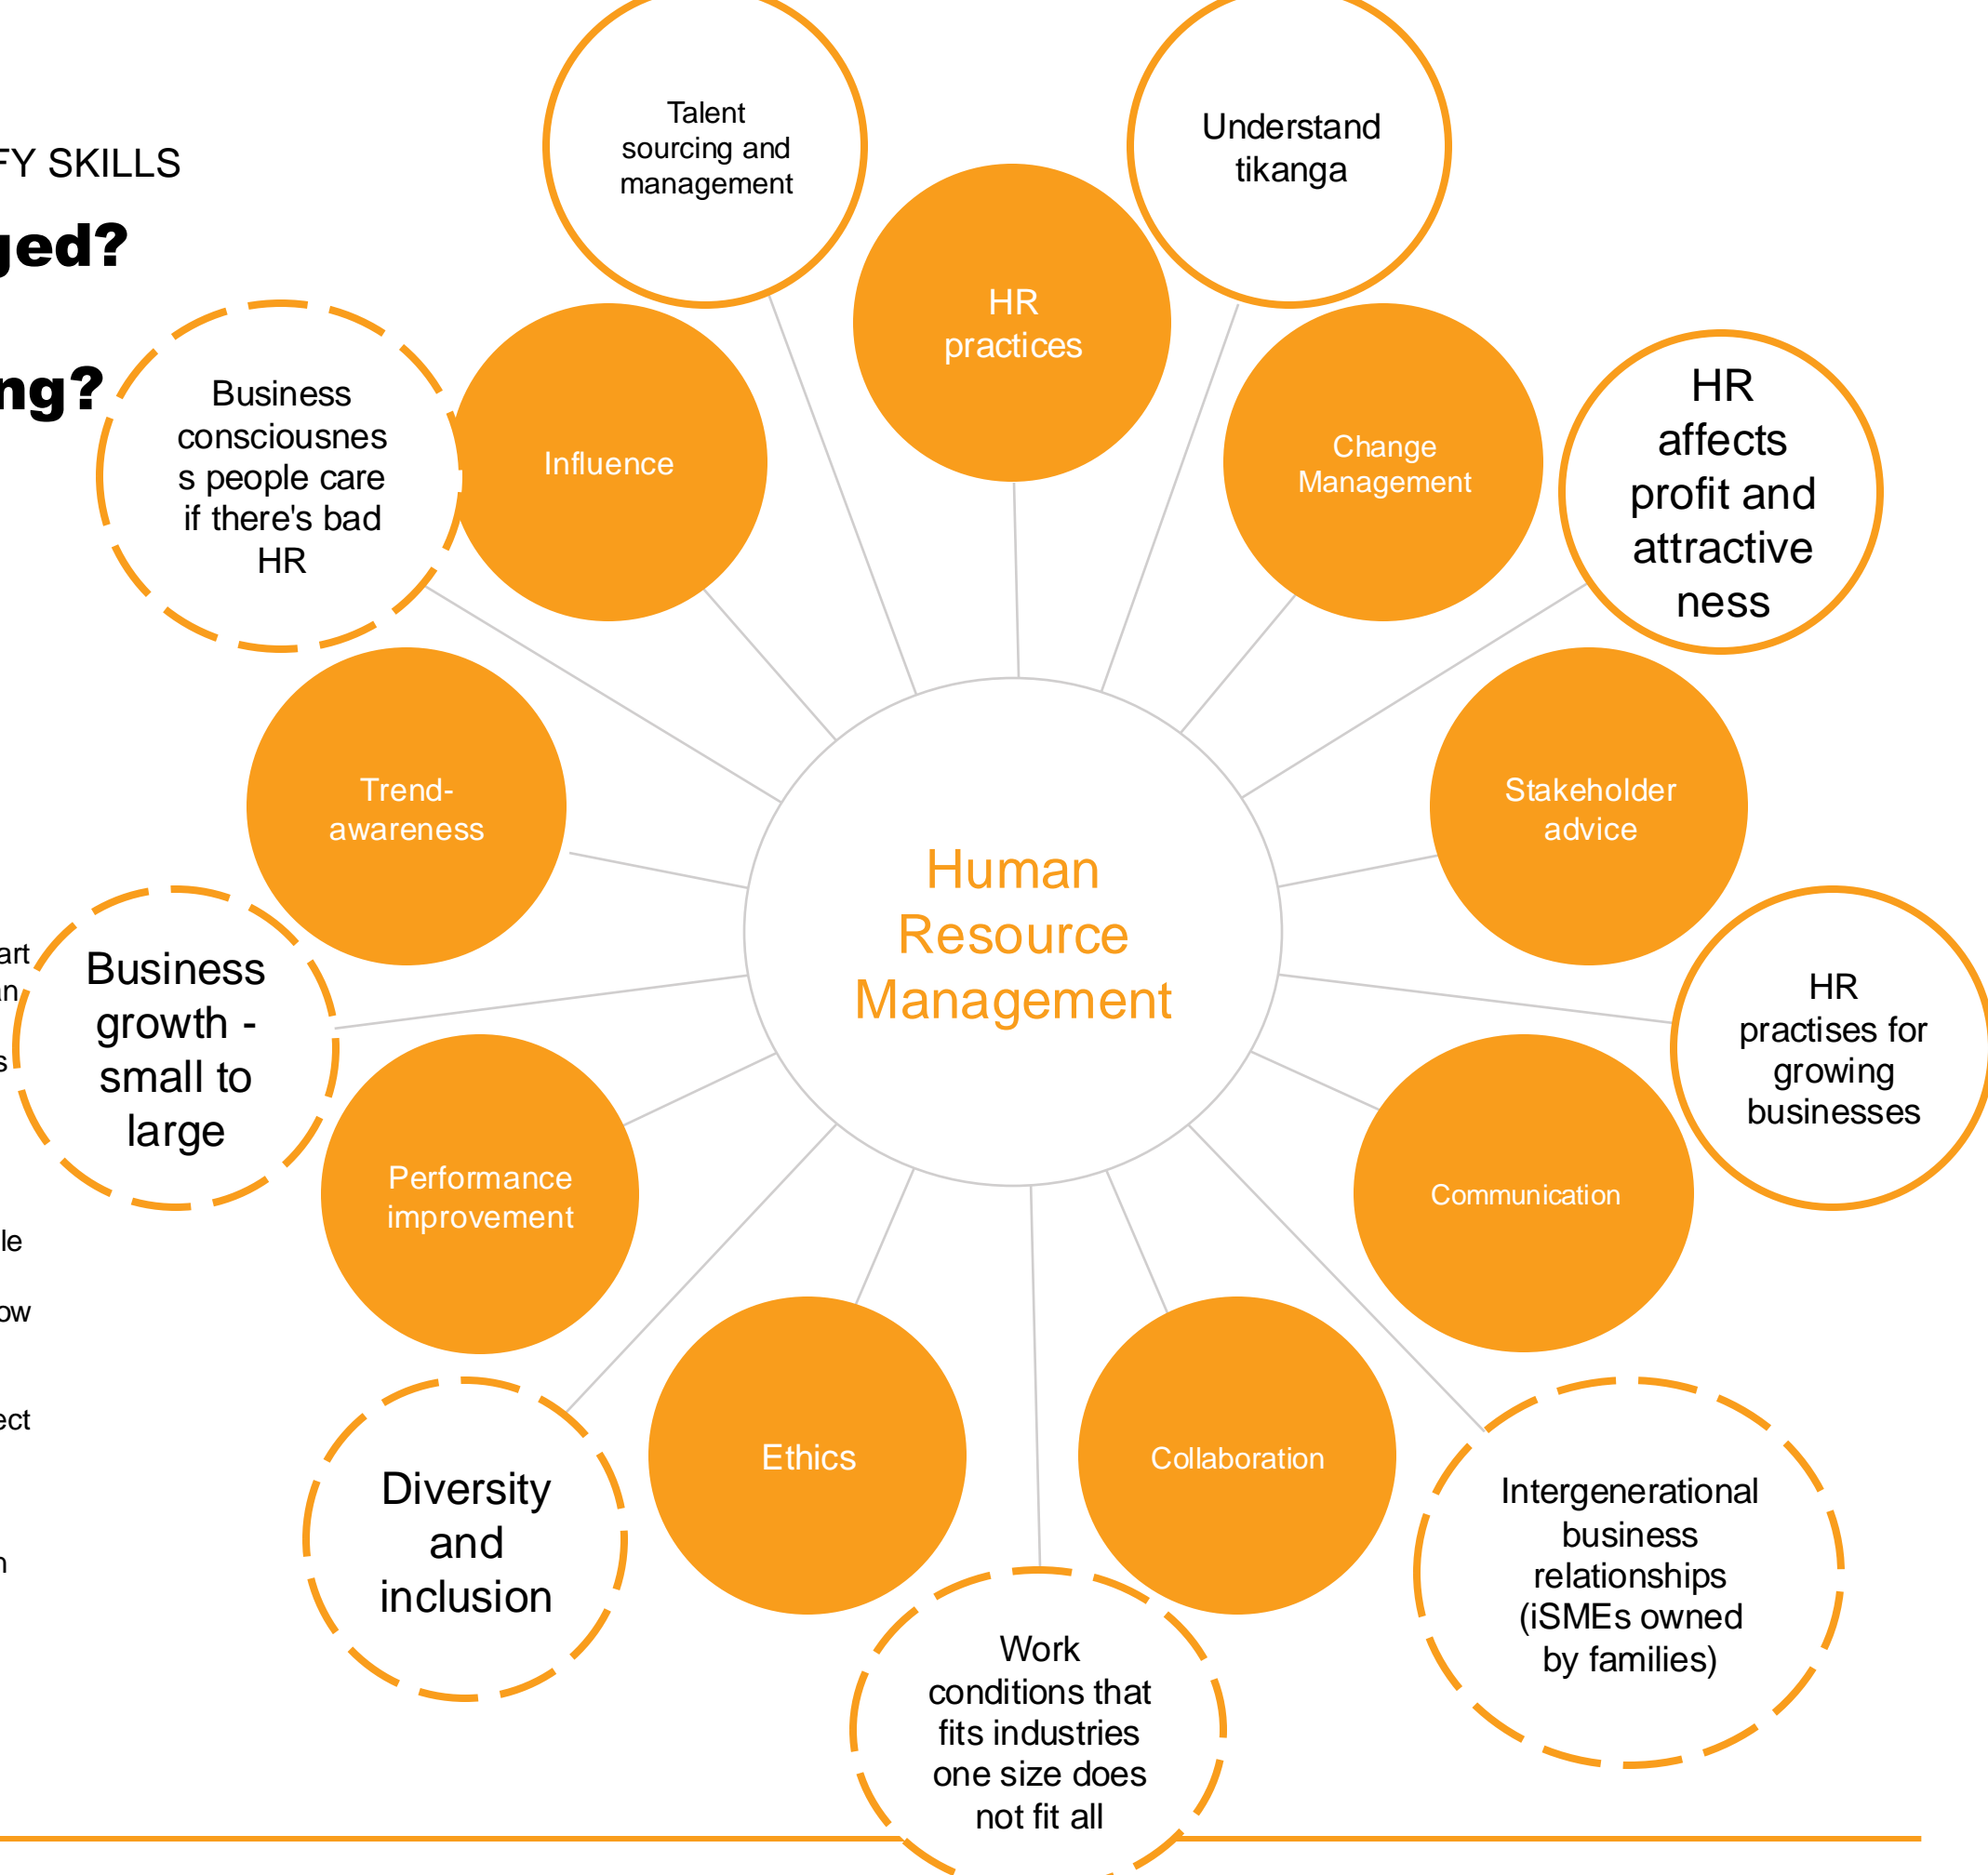 FY SKILLS
ged?
ng?
art
an
s
le
ow
ect
n
Talent
sourcing and
management
HR
practices
Understand
tikanga
Change
Management
HR
affects
profit and
attractive
ness
Stakeholder
advice
HR
practises for
growing
businesses
Communication
Intergenerational
business
relationships
(iSMEs owned
by families)
Collaboration
Work
conditions that
fits industries
one size does
not fit all
Ethics
Diversity
and
inclusion
Performance
improvement
Business
growth -
small to
large
Trend-
awareness
Business
consciousnes
s people care
if there's bad
HR
Influence
Human
Resource
Management